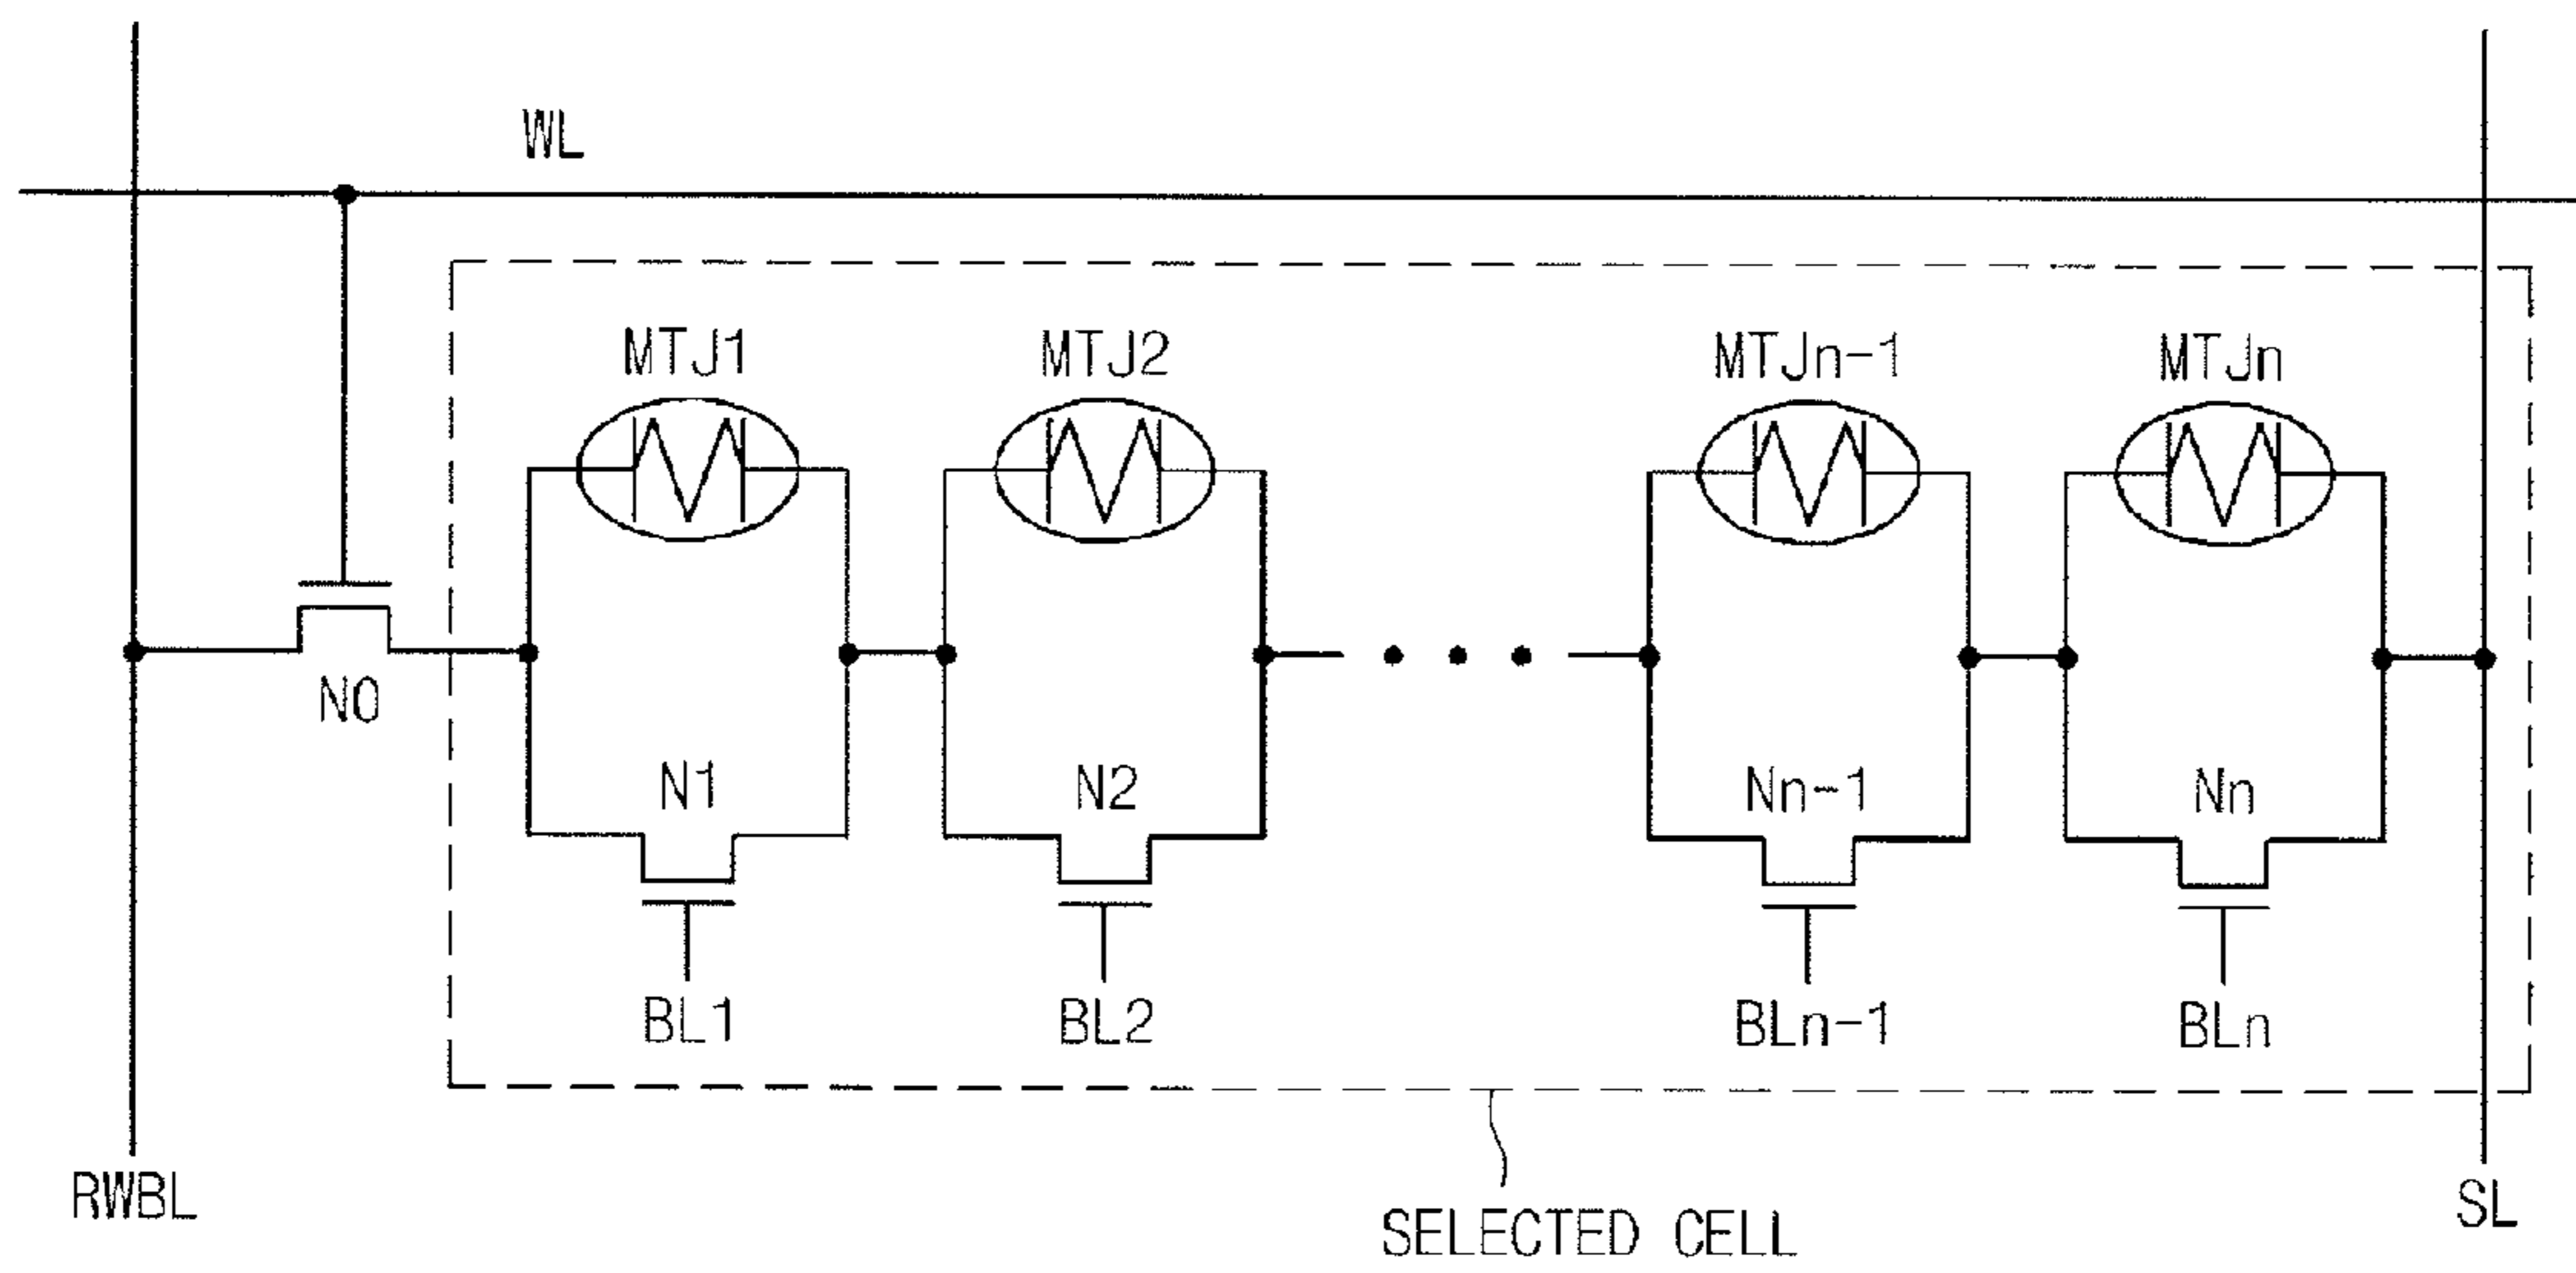 WL
MTJ1 MTJ2 MTJn-1 MTJn
N0
N1 N2 Nn-1 Nn
BL1 BL2 BLn-1 BLn
RWBL SL
SELECTED CELL